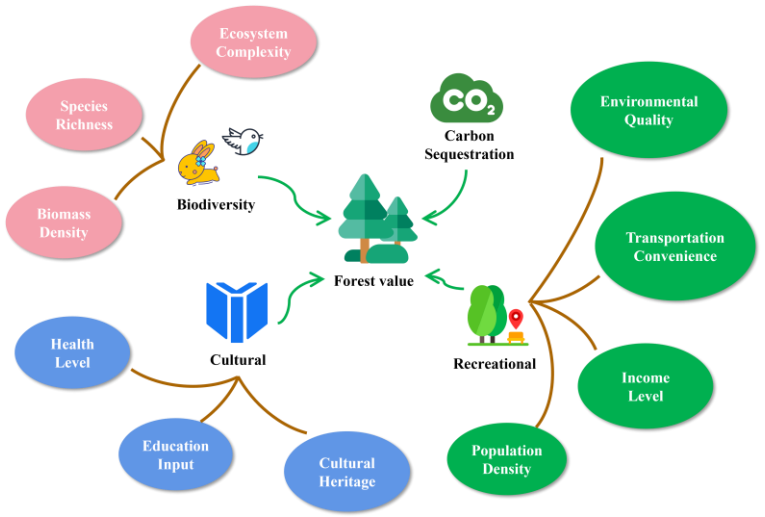 Ecosystem
Complexity
Species
Richness
Biomass
Density
Biodiversity
CO2
Carbon
Sequestration
Environmental
Quality
Transportation
Convenience
Forest value
Cultural
Recreational
Health
Level
Education
Input
Cultural
Heritage
Income
Level
Population
Density